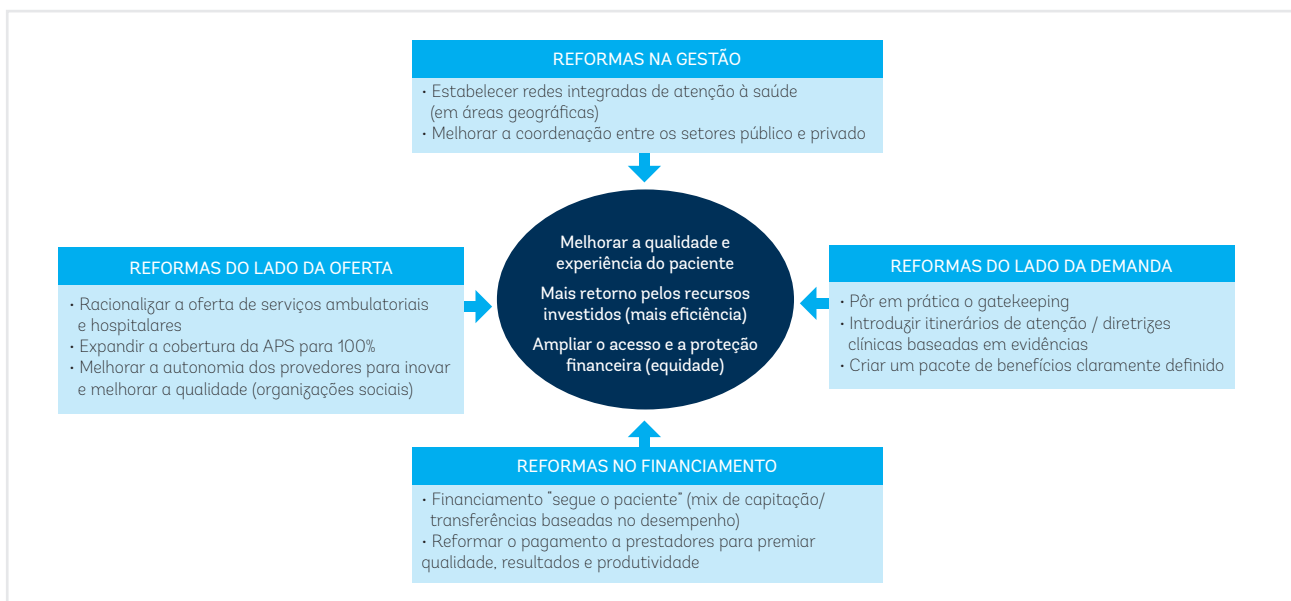 REFORMAS NA GESTÃO
• Estabelecer redes integradas de atenção à saúde
(em áreas geográficas)
• Melhorar a coordenação entre os setores público e privado
REFORMAS DO LADO DA OFERTA
• Racionalizar a oferta de serviços ambulatoriais
e hospitalares
• Expandir a cobertura da APS para 100%
• Melhorar a autonomia dos provedores para inovar
e melhorar a qualidade (organizações sociais)
Melhorar a qualidade e
experiência do paciente
Mais retorno pelos recursos
investidos (mais eficiência)
Ampliar o acesso e a proteção
financeira (equidade)
REFORMAS DO LADO DA DEMANDA
• Pôr em prática o gatekeeping
• Introduzir itinerários de atenção / diretrizes
clínicas baseadas em evidências
• Criar um pacote de benefícios claramente definido
REFORMAS NO FINANCIAMENTO
• Financiamento "segue o paciente" (mix de capitação/
transferências baseadas no desempenho)
• Reformar o pagamento a prestadores para premiar
qualidade, resultados e produtividade